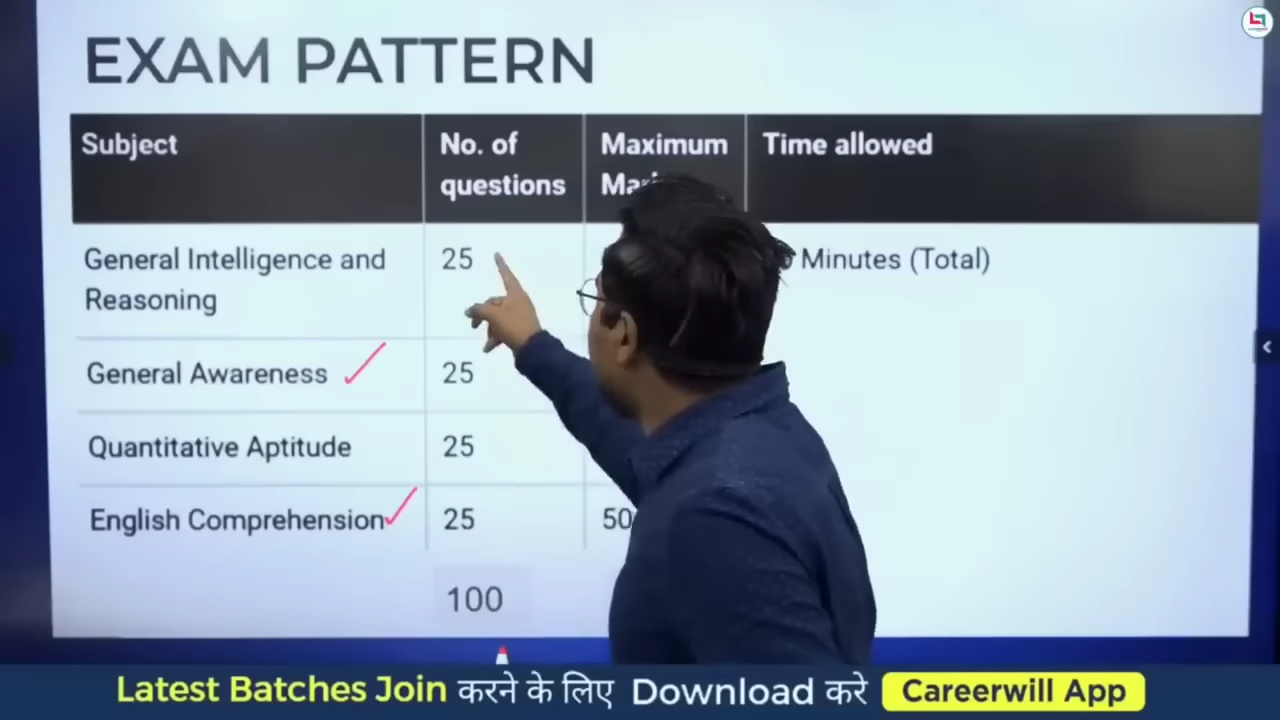 EXAM PATTERN
Subject
No. of
questions
Maximum
Time allowed
General Intelligence and
Reasoning
25
Minutes (Total)
General Awareness
25
Quantitative Aptitude
25
English Comprehension
25
50
100
Latest Batches Join करने के लिए Download करे Careerwill App